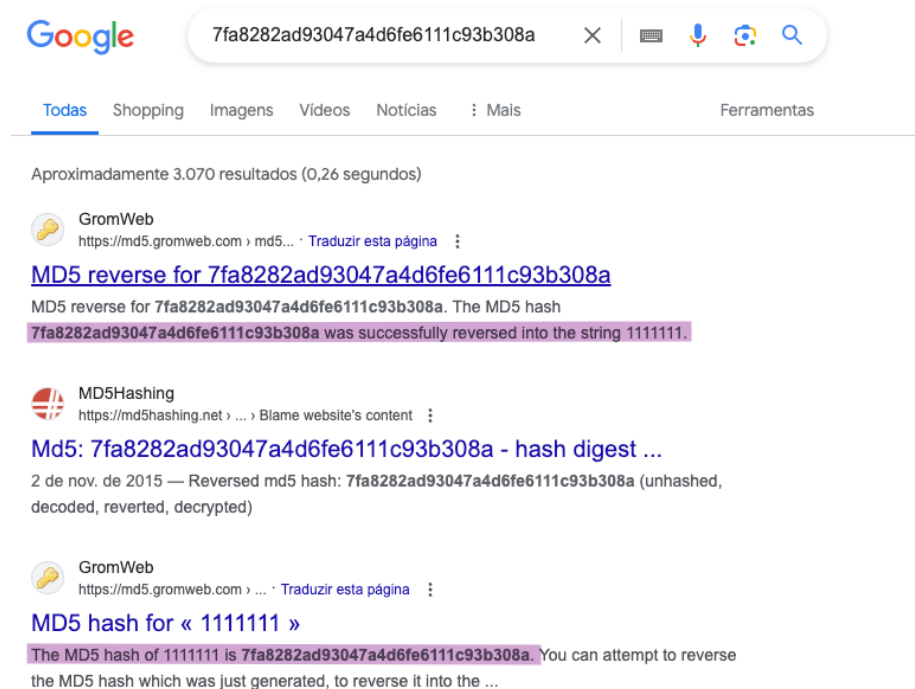 Google
7fa8282ad93047a4d6fe6111c93b308a
Todas Shopping Imagens Vídeos Notícias Mais Ferramentas
Aproximadamente 3.070 resultados (0,26 segundos)
GromWeb
https://md5.gromweb.com › md5... · Traduzir esta página
MD5 reverse for 7fa8282ad93047a4d6fe6111c93b308a
MD5 reverse for 7fa8282ad93047a4d6fe6111c93b308a. The MD5 hash
7fa8282ad93047a4d6fe6111c93b308a was successfully reversed into the string 1111111.
MD5Hashing
https://md5hashing.net › ... › Blame website's content
Md5: 7fa8282ad93047a4d6fe6111c93b308a - hash digest ...
2 de nov. de 2015 — Reversed md5 hash: 7fa8282ad93047a4d6fe6111c93b308a (unhashed,
decoded, reverted, decrypted)
GromWeb
https://md5.gromweb.com › ... · Traduzir esta página
MD5 hash for « 1111111 »
The MD5 hash of 1111111 is 7fa8282ad93047a4d6fe6111c93b308a. You can attempt to reverse
the MD5 hash which was just generated, to reverse it into the ...